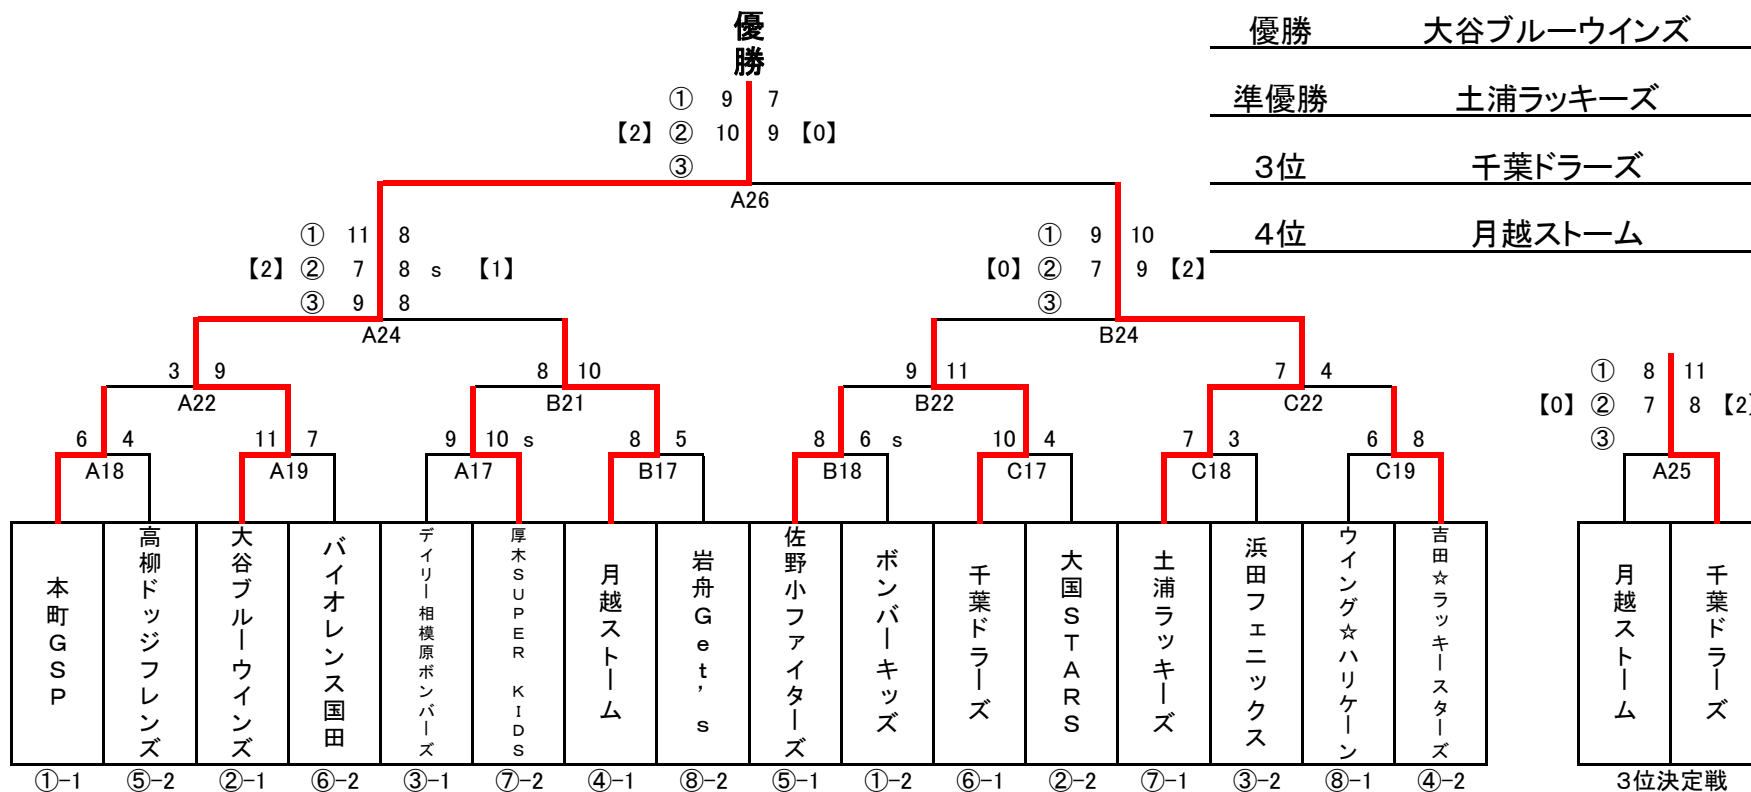 優勝
優勝 大谷ブルーウインズ
準優勝 土浦ラッキーズ
３位 千葉ドラーズ
４位 月越ストーム
① 9 7
【2】 ② 10 9 【0】
③
A26
① 11 8
【2】 ② 7 8 s 【1】
③ 9 8
A24
① 9 10
【0】 ② 7 9 【2】
③
B24
3 9
A22
8 10
B21
9 11
B22
7 4
C22
6 4
A18
11 7
A19
9 10 s
A17
8 5
B17
8 6 s
B18
10 4
C17
7 3
C18
6 8
C19
① 8 11
【0】 ② 7 8 【2】
③
A25
本町ＧＳＰ
高柳ドッジフレンズ
大谷ブルーウインズ
バイオレンス国田
デイリー相模原ボンバーズ
厚木ＳＵＰＥＲ　ＫＩＤＳ
月越ストーム
岩舟Ｇｅｔ’ｓ
佐野小ファイターズ
ボンバーキッズ
千葉ドラーズ
大国ＳＴＡＲＳ
土浦ラッキーズ
浜田フェニックス
ウイング☆ハリケーン
吉田☆ラッキースターズ
月越ストーム
千葉ドラーズ
①-1 ⑤-2 ②-1 ⑥-2 ③-1 ⑦-2 ④-1 ⑧-2 ⑤-1 ①-2 ⑥-1 ②-2 ⑦-1 ③-2 ⑧-1 ④-2
３位決定戦